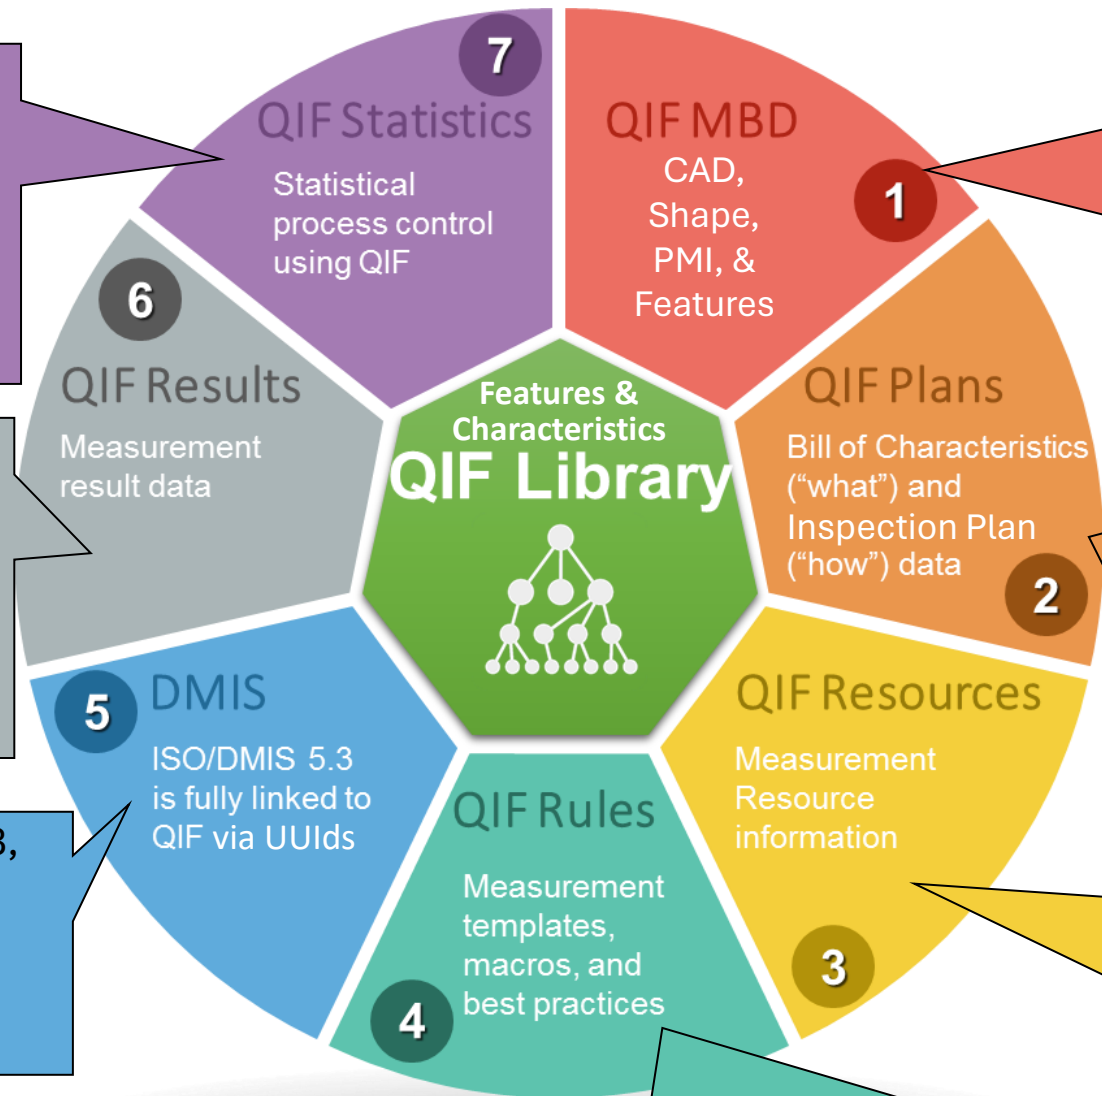 7
QIF Statistics
Statistical
process control
using QIF
QIF MBD
CAD,
Shape,
PMI, &
Features
1
6
QIF Results
Measurement
result data
Features &
Characteristics
QIF Library
QIF Plans
Bill of Characteristics
(“what”) and
Inspection Plan
(“how”) data
2
5
DMIS
ISO/DMIS 5.3
is fully linked to
QIF via UUIds
QIF Rules
Measurement
templates,
macros, and
best practices
4
QIF Resources
Measurement
Resource
information
3